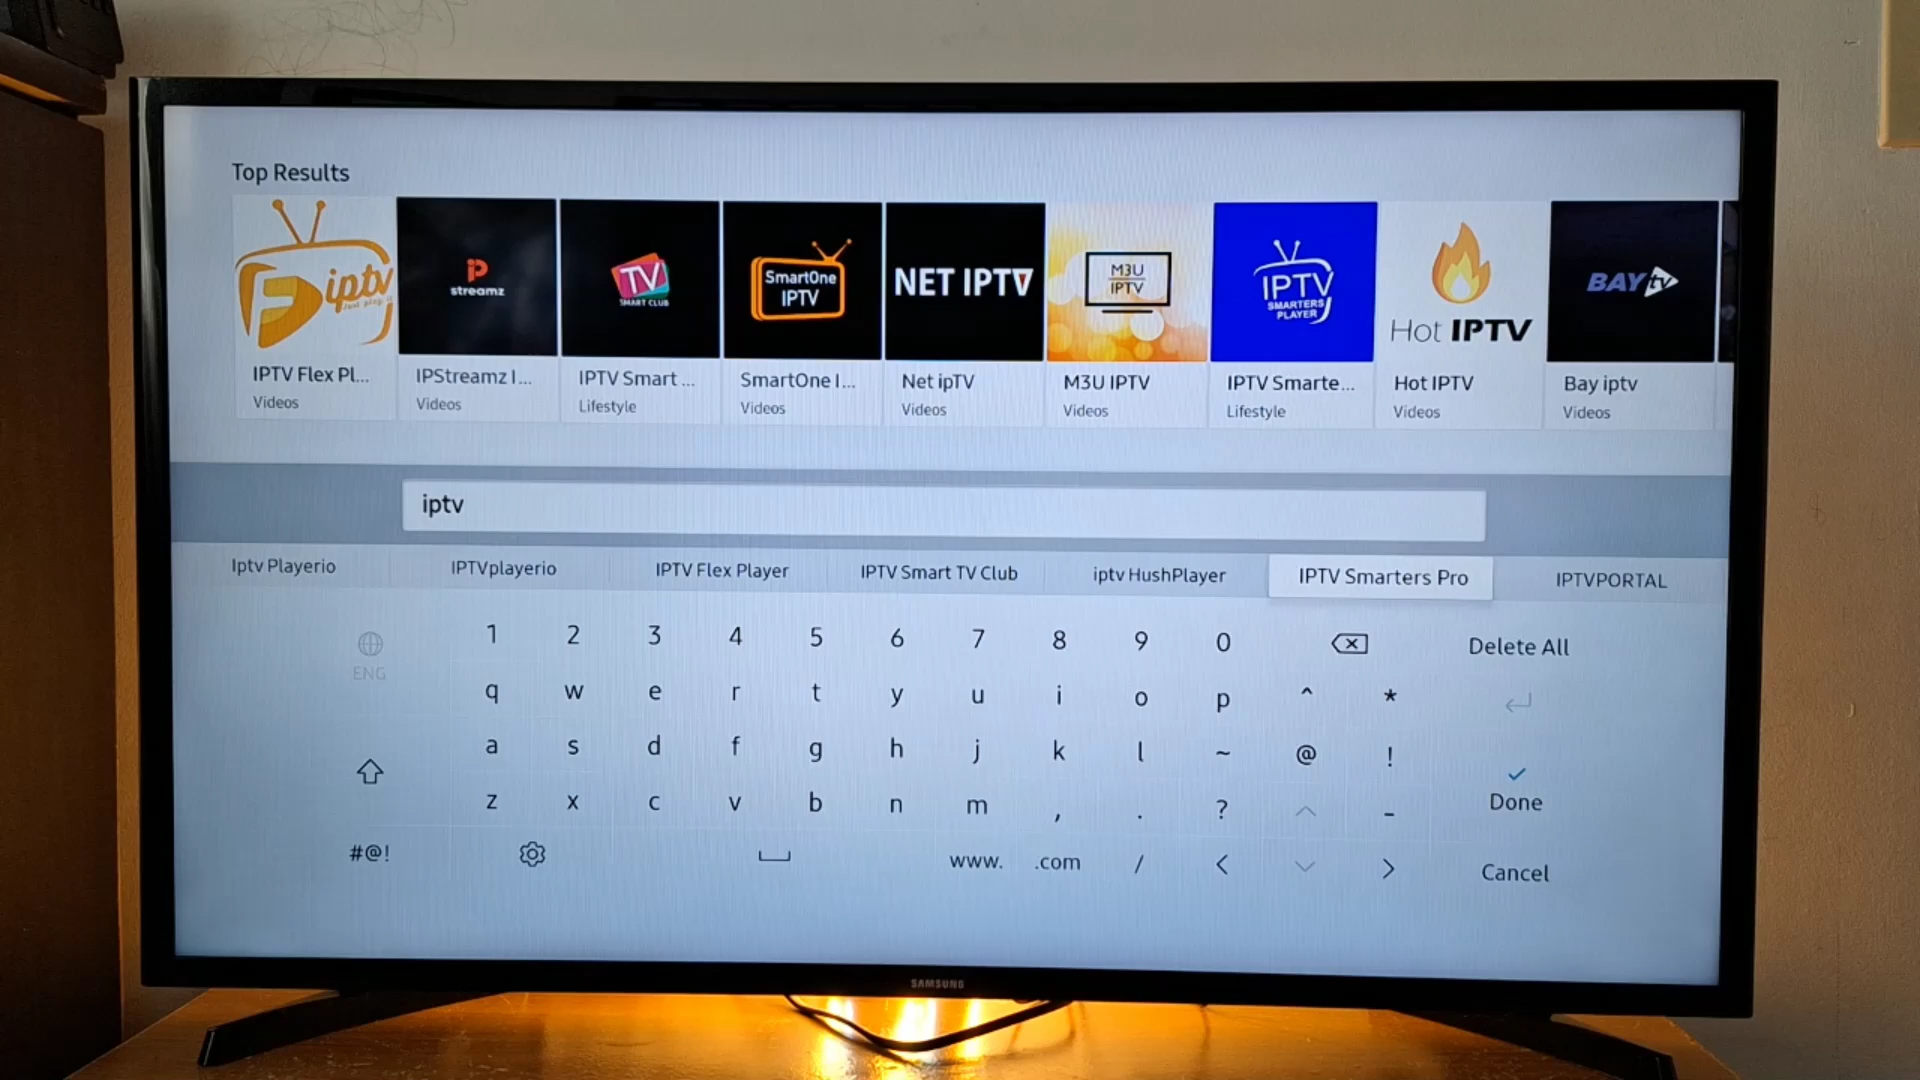 Top Results
iptv
Just play it
IPTV Flex Pl...
Videos
streamz
IPStreamz I...
Videos
TV
SMART CLUB
IPTV Smart ...
Lifestyle
SmartOne
IPTV
SmartOne I...
Videos
NET IPTV
Net ipTV
Videos
M3U
IPTV
M3U IPTV
Videos
IPTV
SMARTERS
PLAYER
IPTV Smarte...
Lifestyle
Hot IPTV
Hot IPTV
Videos
BAY tv
Bay iptv
Videos
iptv
Iptv Playerio IPTVplayerio IPTV Flex Player IPTV Smart TV Club iptv HushPlayer IPTV Smarters Pro IPTVPORTAL
ENG
1 2 3 4 5 6 7 8 9 0 Delete All
q w e r t y u i o p ^ *
a s d f g h j k l ~ @ !
z x c v b n m , . ? - Done
#@! www. .com / < > Cancel
SAMSUNG